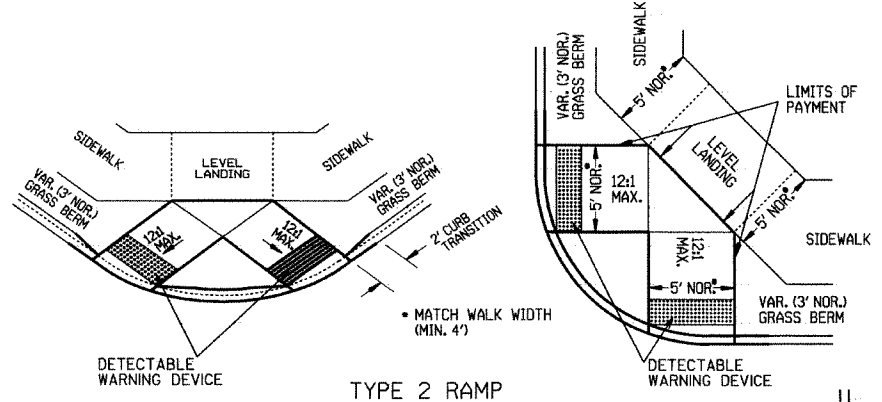 SIDEWALK
LEVEL
LANDING
SIDEWALK
VAR. (3' NOR.)
GRASS BERM
VAR. (3' NOR.)
GRASS BERM
12:1
MAX.
12:1
MAX.
2' CURB
TRANSITION
* MATCH WALK WIDTH
(MIN. 4')
DETECTABLE
WARNING DEVICE
TYPE 2 RAMP
VAR. (3' NOR.)
GRASS BERM
SIDEWALK
5' NOR.*
LIMITS OF
PAYMENT
LEVEL
LANDING
5' NOR.*
12:1
MAX.
5' NOR.*
SIDEWALK
12:1
MAX.
5' NOR.*
VAR. (3' NOR.)
GRASS BERM
DETECTABLE
WARNING DEVICE